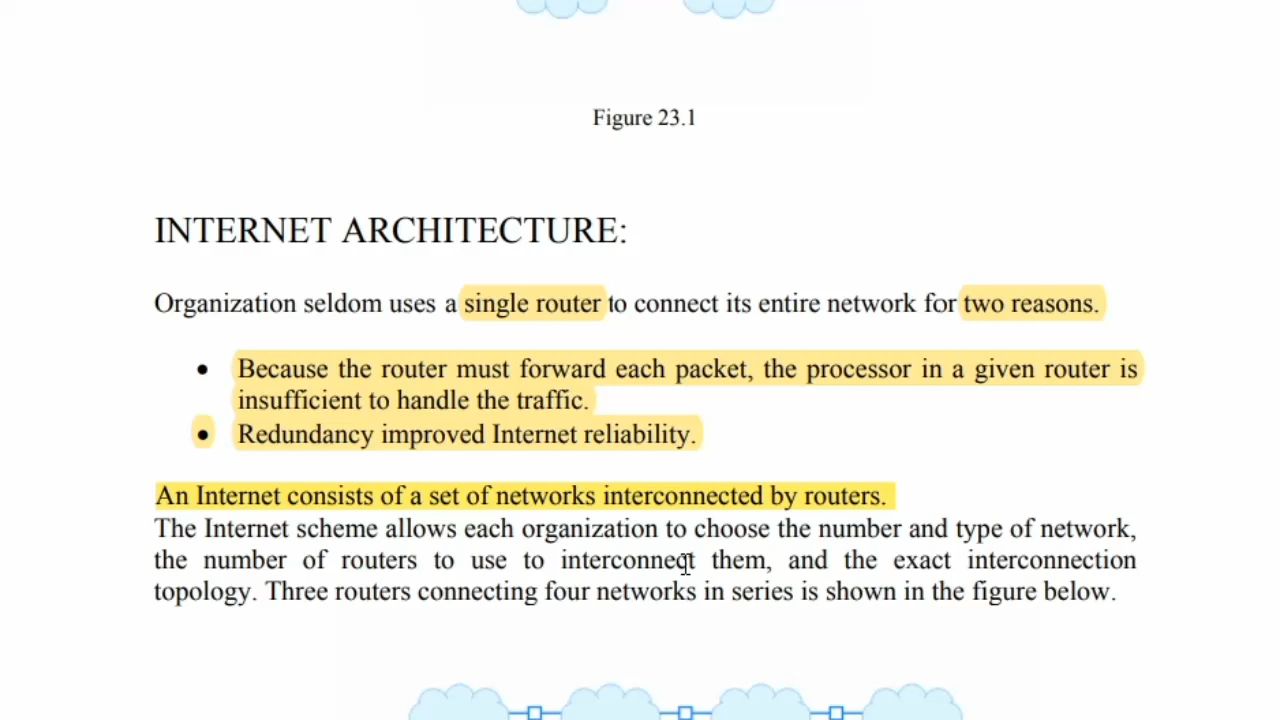 Figure 23.1
INTERNET ARCHITECTURE:
Organization seldom uses a single router to connect its entire network for two reasons.
• Because the router must forward each packet, the processor in a given router is
insufficient to handle the traffic.
• Redundancy improved Internet reliability.
An Internet consists of a set of networks interconnected by routers.
The Internet scheme allows each organization to choose the number and type of network,
the number of routers to use to interconnect them, and the exact interconnection
topology. Three routers connecting four networks in series is shown in the figure below.